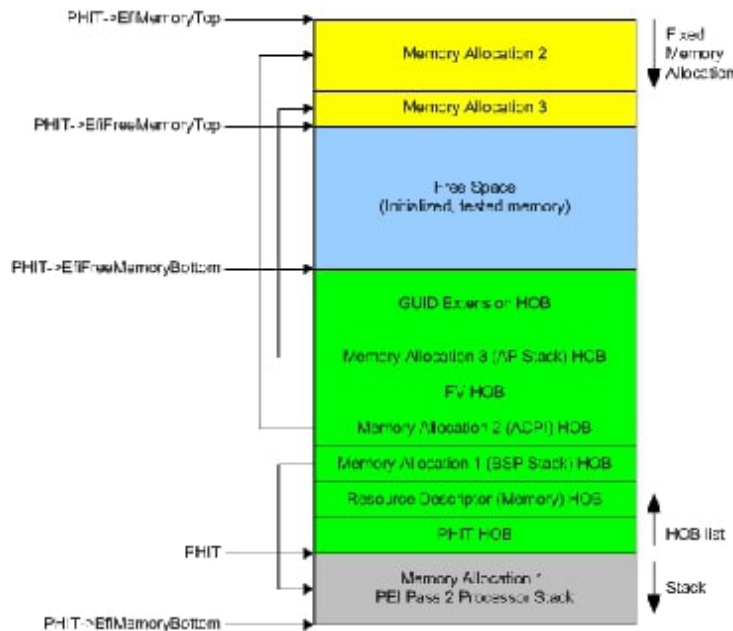 PHIT->EfiMemoryTop
Memory Allocation 2
Fixed
Memory
Allocation
Memory Allocation 3
PHIT->EfiFreeMemoryTop
Free Space
(Initialized, tested memory)
PHIT->EfiFreeMemoryBottom
GUID Extension HOB
Memory Allocation 3 (AP Stack) HOB
FV HOB
Memory Allocation 2 (ACPI) HOB
Memory Allocation 1 (BSP Stack) HOB
Resource Descriptor (Memory) HOB
PHIT HOB
HOB list
PHIT
Memory Allocation 1
PEI Pass 2 Processor Stack
Stack
PHIT->EfiMemoryBottom